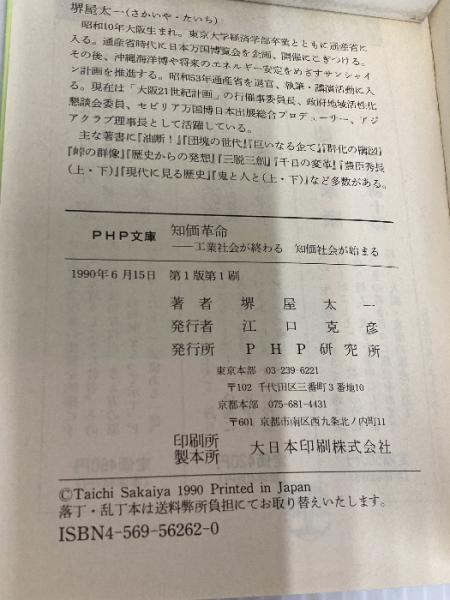 堺屋太一(さかいや・たいち)
昭和10年大阪生まれ。東京大学経済学部卒業とともに通産省に
入る。通産省時代に日本万国博覧会を企画、開催にこぎつける。
その後、沖縄海洋博や将来のエネルギー安定をめざすサンシャイ
ン計画を推進する。昭和53年通産省を退官、執筆・講演活動に入
る。現在は「大阪21世紀計画」の行催事委員長、政府地域活性化
懇談会委員、セビリア万国博日本出展総合プロデューリー、アジ
アクラブ理事長として活躍している。
主な著書に『油断!』『団塊の世代』『巨いなる企て』『群化の構図』
『峠の群像』『歴史からの発想』『三脱三創』『千日の変革』『豊臣秀長
(上・下)』『現代に見る歴史』『鬼と人と(上・下)』など多数がある。
PHP文庫 知価革命
──工業社会が終わる 知価社会が始まる
1990年6月15日 第1版第1刷
著者 堺屋太一
発行者 江口克彦
発行所 PHP研究所
東京本部 03-239-6221
〒102 千代田区三番町3番地10
京都本部 075-681-4431
〒601 京都市南区西九条北ノ内町11
印刷所
製本所 大日本印刷株式会社
©Taichi Sakaiya 1990 Printed in Japan
落丁・乱丁本は送料弊所負担にてお取り替えいたします。
ISBN4-569-56262-0